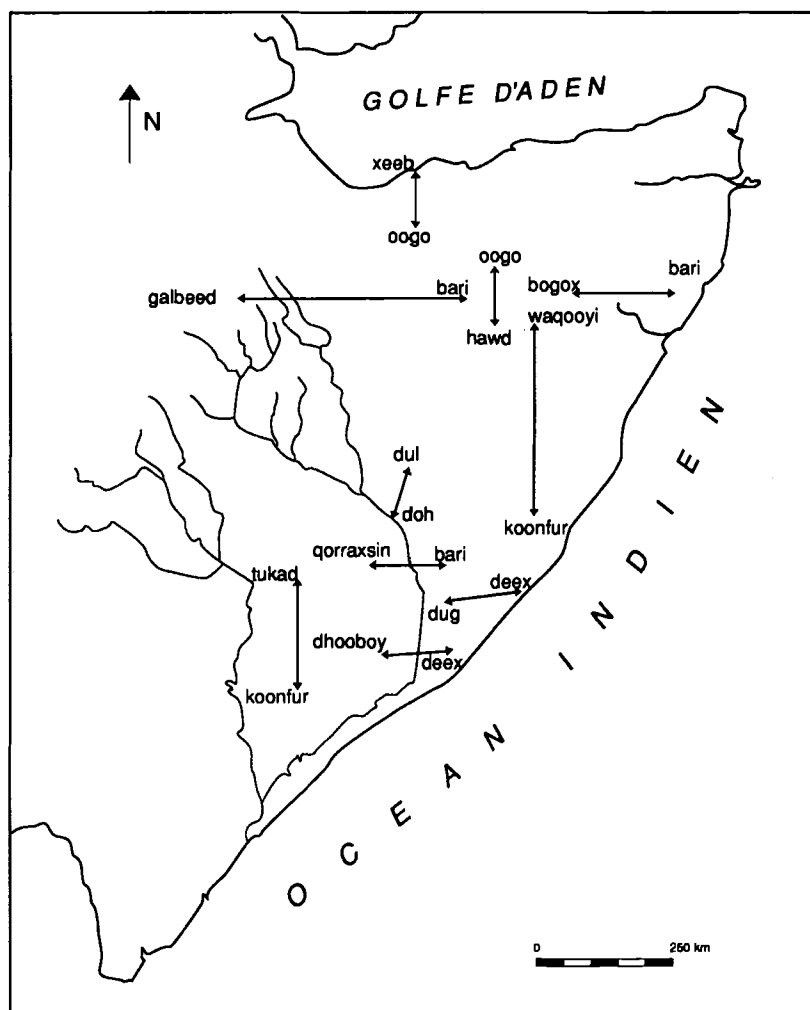 GOLFE D'ADEN
N
xeeb
oogo
oogo
bari
galbeed
bari
bogox
waqooyi
hawd
dul
doh
koonfur
qorraxsin
bari
tukad
deex
dug
dhooboy
deex
koonfur
OCEAN INDIEN
0
250 km